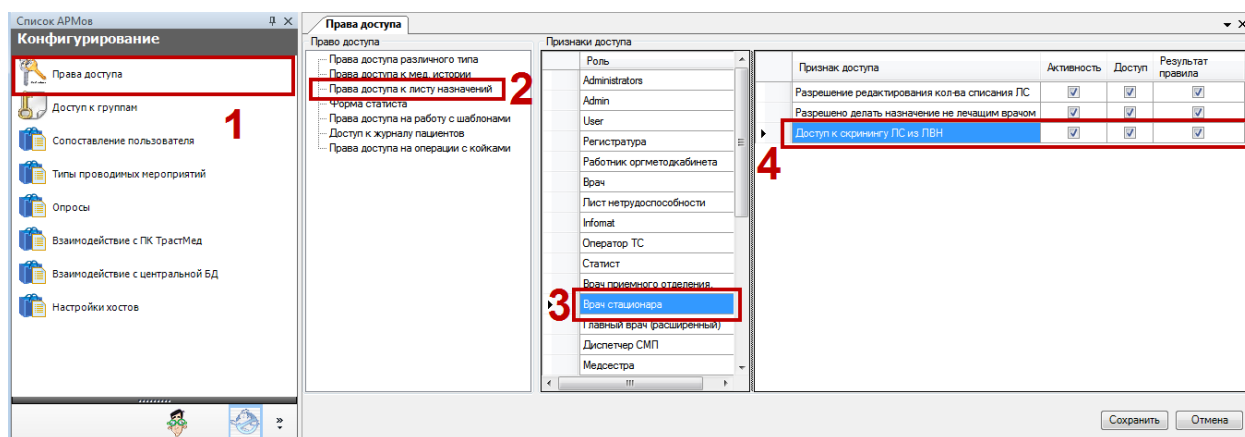 Список АРМов
Конфигурирование
Права доступа
1
Доступ к группам
Сопоставление пользователя
Типы проводимых мероприятий
Опросы
Взаимодействие с ПК ТрастМед
Взаимодействие с центральной БД
Настройки хостов
Права доступа
Право доступа
Права доступа различного типа
Права доступа к мед. истории
Права доступа к листу назначений
2
Форма статиста
Права доступа на работу с шаблонами
Доступ к журналу пациентов
Права доступа на операции с койками
Признаки доступа
Роль
Administrators
Admin
User
Регистратура
Работник оргметодкабинета
Врач
Лист нетрудоспособности
Infomat
Оператор ТС
Статист
Врач приемного отделения.
3
Врач стационара
Главный врач (расширенный)
Диспетчер СМП
Медсестра
Признак доступа Активность Доступ Результат правила
Разрешение редактирования кол-ва списания ЛС
Разрешено делать назначение не лечащим врачом
Доступ к скринингу ЛС из ЛВН
4
Сохранить Отмена